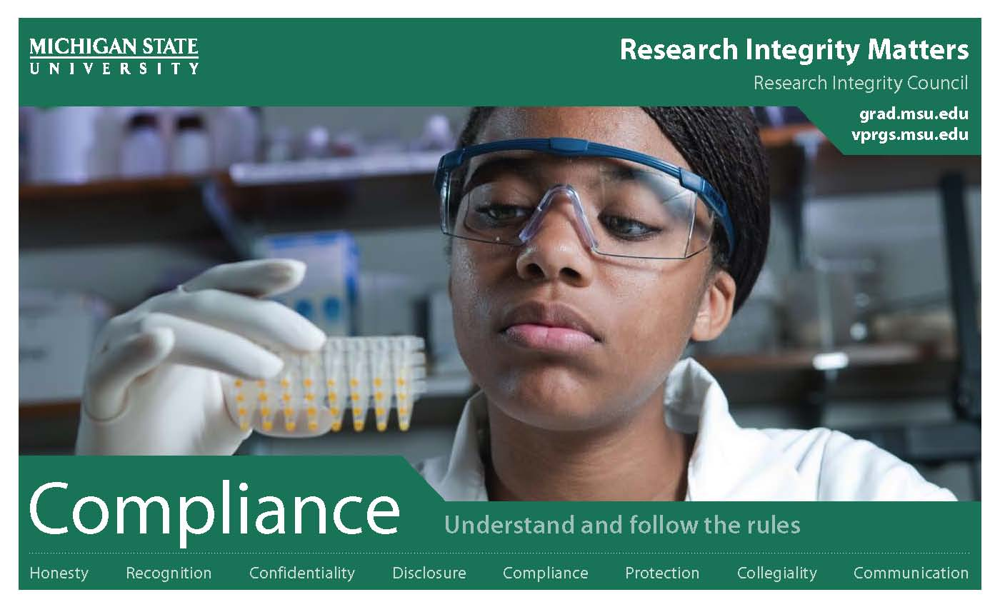 MICHIGAN STATE
UNIVERSITY
Research Integrity Matters
Research Integrity Council
grad.msu.edu
vprgs.msu.edu
Compliance
Understand and follow the rules
Honesty Recognition Confidentiality Disclosure Compliance Protection Collegiality Communication